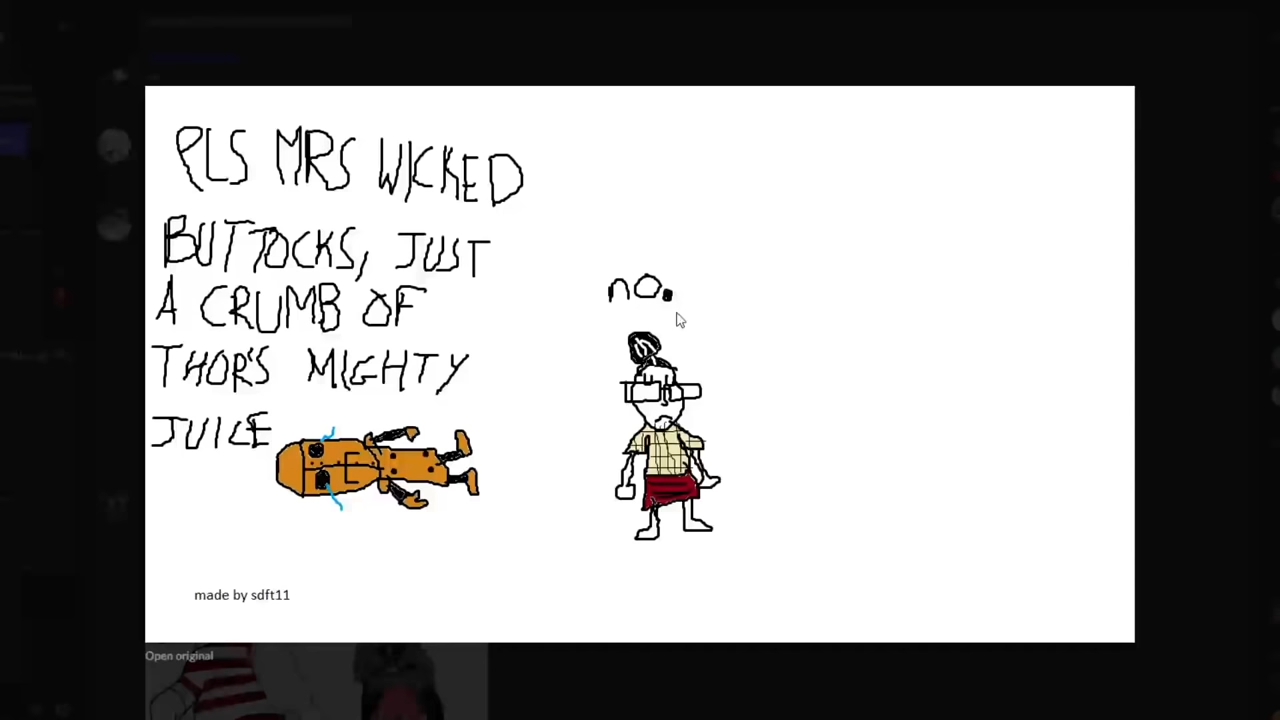 PLS MRS WICKED
BUTTOCKS, JUST
A CRUMB OF
THOR'S MIGHTY
JUICE
no.
E
made by sdft11
Open original